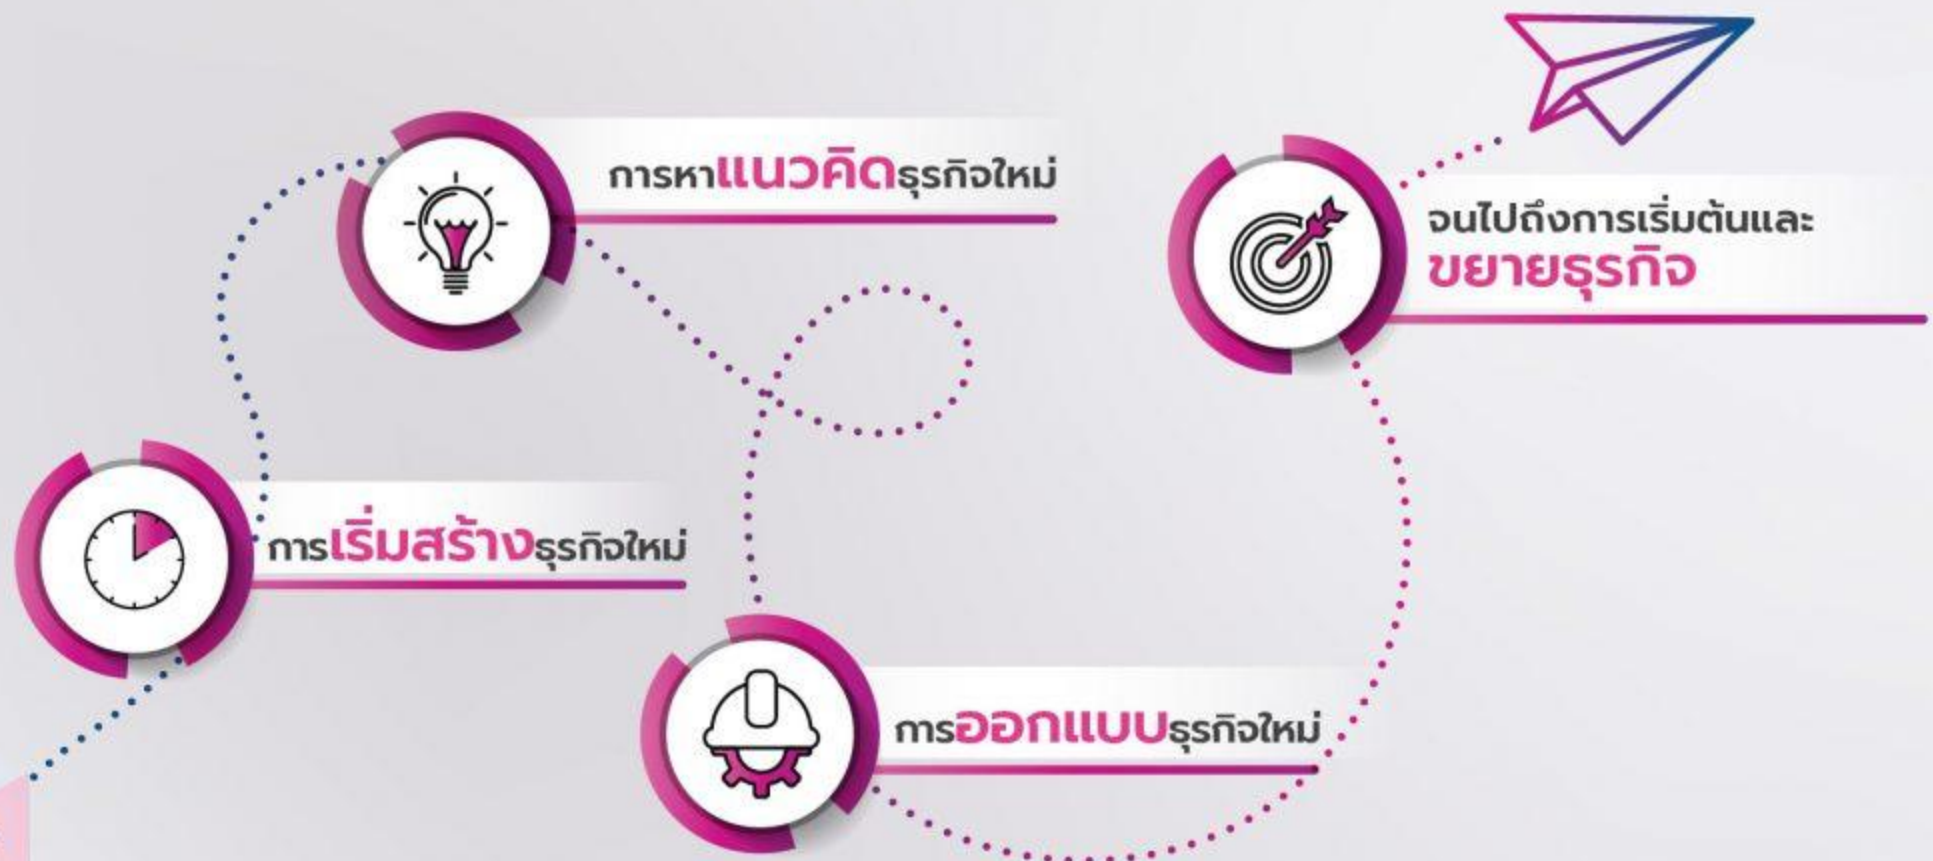 การหาแนวคิดธุรกิจใหม่
จนไปถึงการเริ่มต้นและ
ขยายธุรกิจ
การเริ่มสร้างธุรกิจใหม่
การออกแบบธุรกิจใหม่